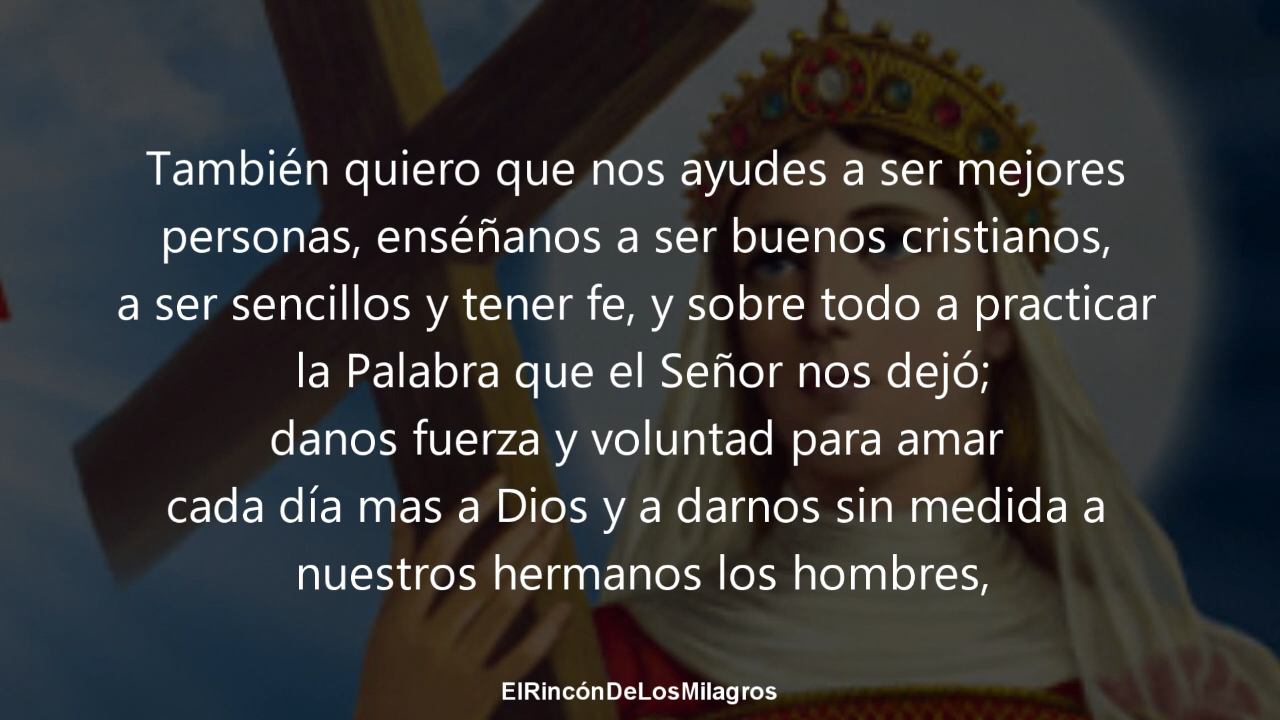 También quiero que nos ayudes a ser mejores
personas, enséñanos a ser buenos cristianos,
a ser sencillos y tener fe, y sobre todo a practicar
la Palabra que el Señor nos dejó;
danos fuerza y voluntad para amar
cada día mas a Dios y a darnos sin medida a
nuestros hermanos los hombres,
ElRincónDeLosMilagros